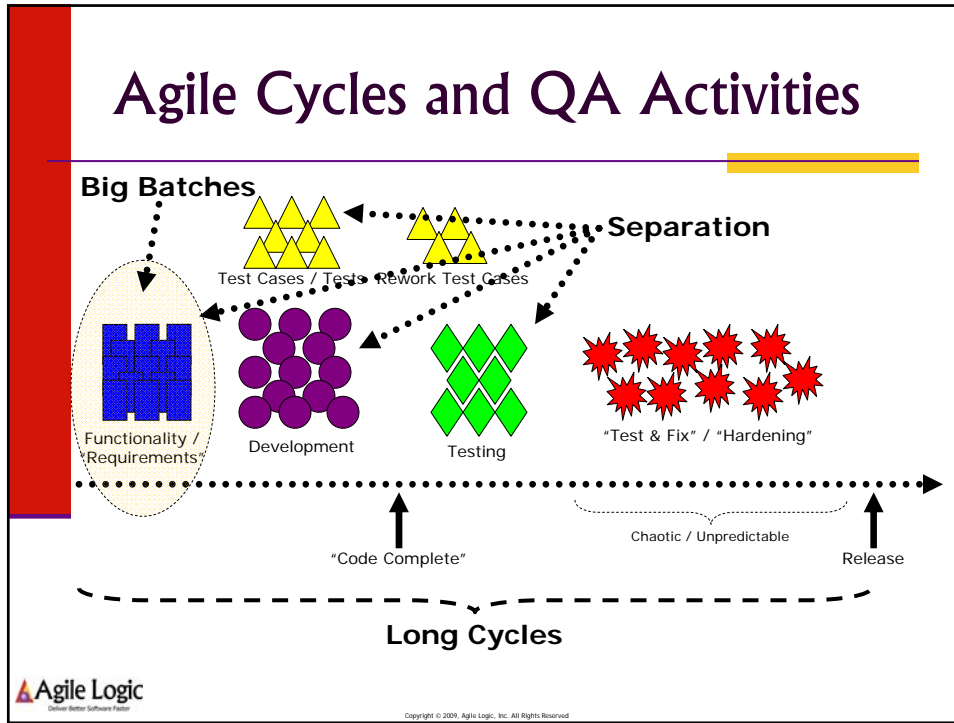 Agile Cycles and QA Activities
Big Batches
Separation
Test Cases / Tests
Rework Test Cases
Functionality /
"Requirements"
Development
Testing
"Test & Fix" / "Hardening"
Chaotic / Unpredictable
"Code Complete"
Release
Long Cycles
Agile Logic
Deliver Better Software Faster
Copyright © 2009, Agile Logic, Inc. All Rights Reserved